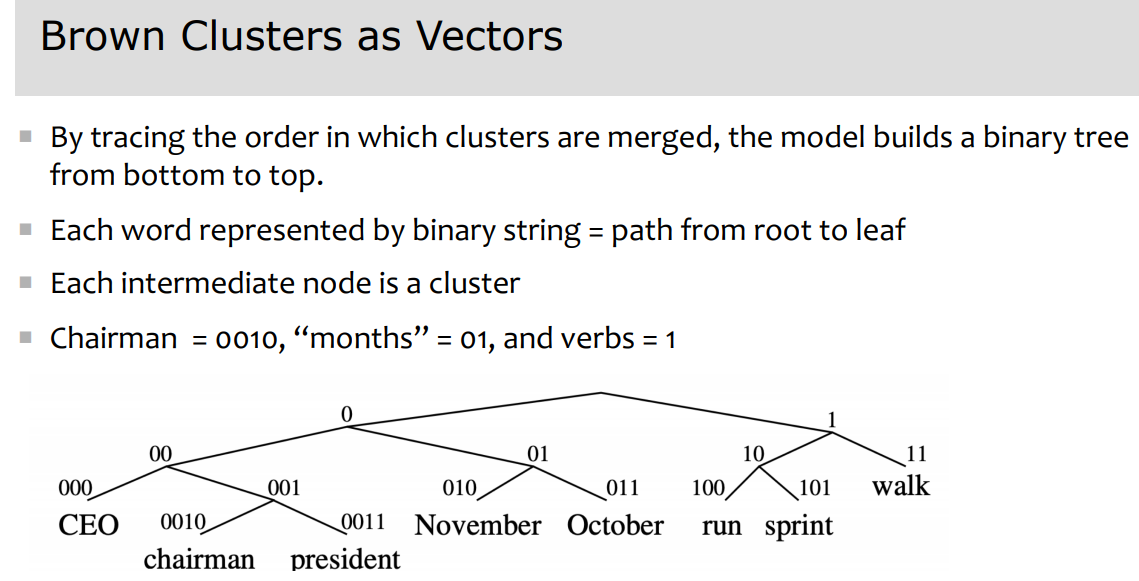 Brown Clusters as Vectors
By tracing the order in which clusters are merged, the model builds a binary tree
from bottom to top.
Each word represented by binary string = path from root to leaf
Each intermediate node is a cluster
Chairman = 0010, “months” = 01, and verbs = 1
0 1
00 01 10 11
000 001 010 011 100 101 walk
CEO 0010 0011 November October run sprint
chairman president